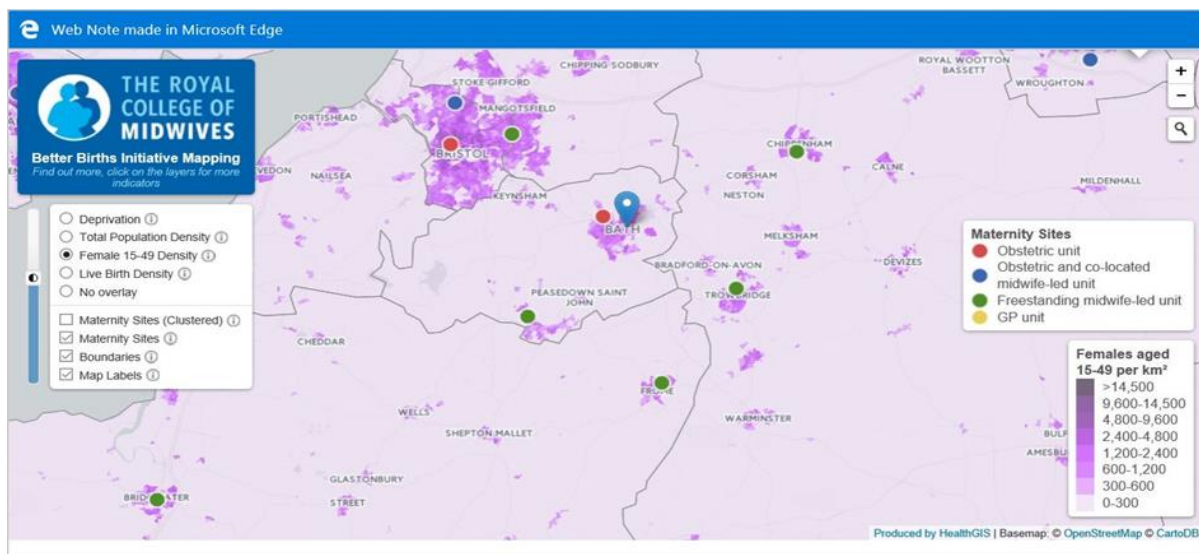 Web Note made in Microsoft Edge
THE ROYAL
COLLEGE OF
MIDWIVES
Better Births Initiative Mapping
Find out more, click on the layers for more
indicators
Deprivation
Total Population Density
Female 15-49 Density
Live Birth Density
No overlay
Maternity Sites (Clustered)
Maternity Sites
Boundaries
Map Labels
CHIPPING SODBURY
ROYAL WOOTTON
BASSETT
WROUGHTON
STOKE GIFFORD
MANGOTSFIELD
PORTISHEAD
BRISTOL
CHIPPENHAM
CALNE
VEDON
NAILSEA
KEYNSHAM
CORSHAM
NESTON
MILDENHALL
BATH
MELKSHAM
BRADFORD-ON-AVON
DEVIZES
TROWBRIDGE
PEASEDOWN SAINT
JOHN
CHEDDAR
FROME
WELLS
SHEPTON MALLET
WARMINSTER
BULF
AMESBU
GLASTONBURY
STREET
BRIDGWATER
+
−
Maternity Sites
Obstetric unit
Obstetric and co-located
midwife-led unit
Freestanding midwife-led unit
GP unit
Females aged
15-49 per km²
>14,500
9,600-14,500
4,800-9,600
2,400-4,800
1,200-2,400
600-1,200
300-600
0-300
Produced by HealthGIS | Basemap: © OpenStreetMap © CartoDB